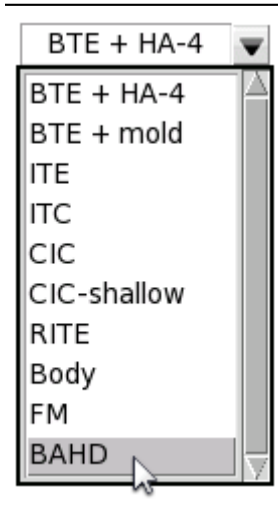 BTE + HA-4
BTE + HA-4
BTE + mold
ITE
ITC
CIC
CIC-shallow
RITE
Body
FM
BAHD